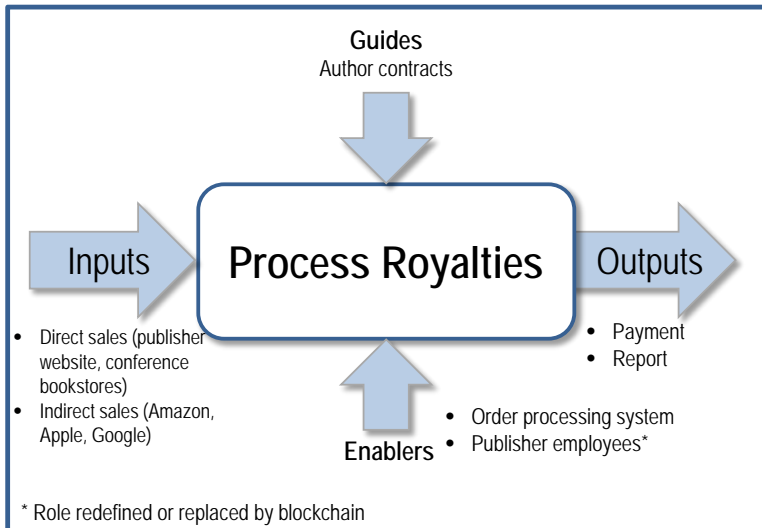 Guides
Author contracts
Inputs
Process Royalties
Outputs
• Direct sales (publisher
website, conference
bookstores)
• Indirect sales (Amazon,
Apple, Google)
• Payment
• Report
Enablers
• Order processing system
• Publisher employees*
* Role redefined or replaced by blockchain